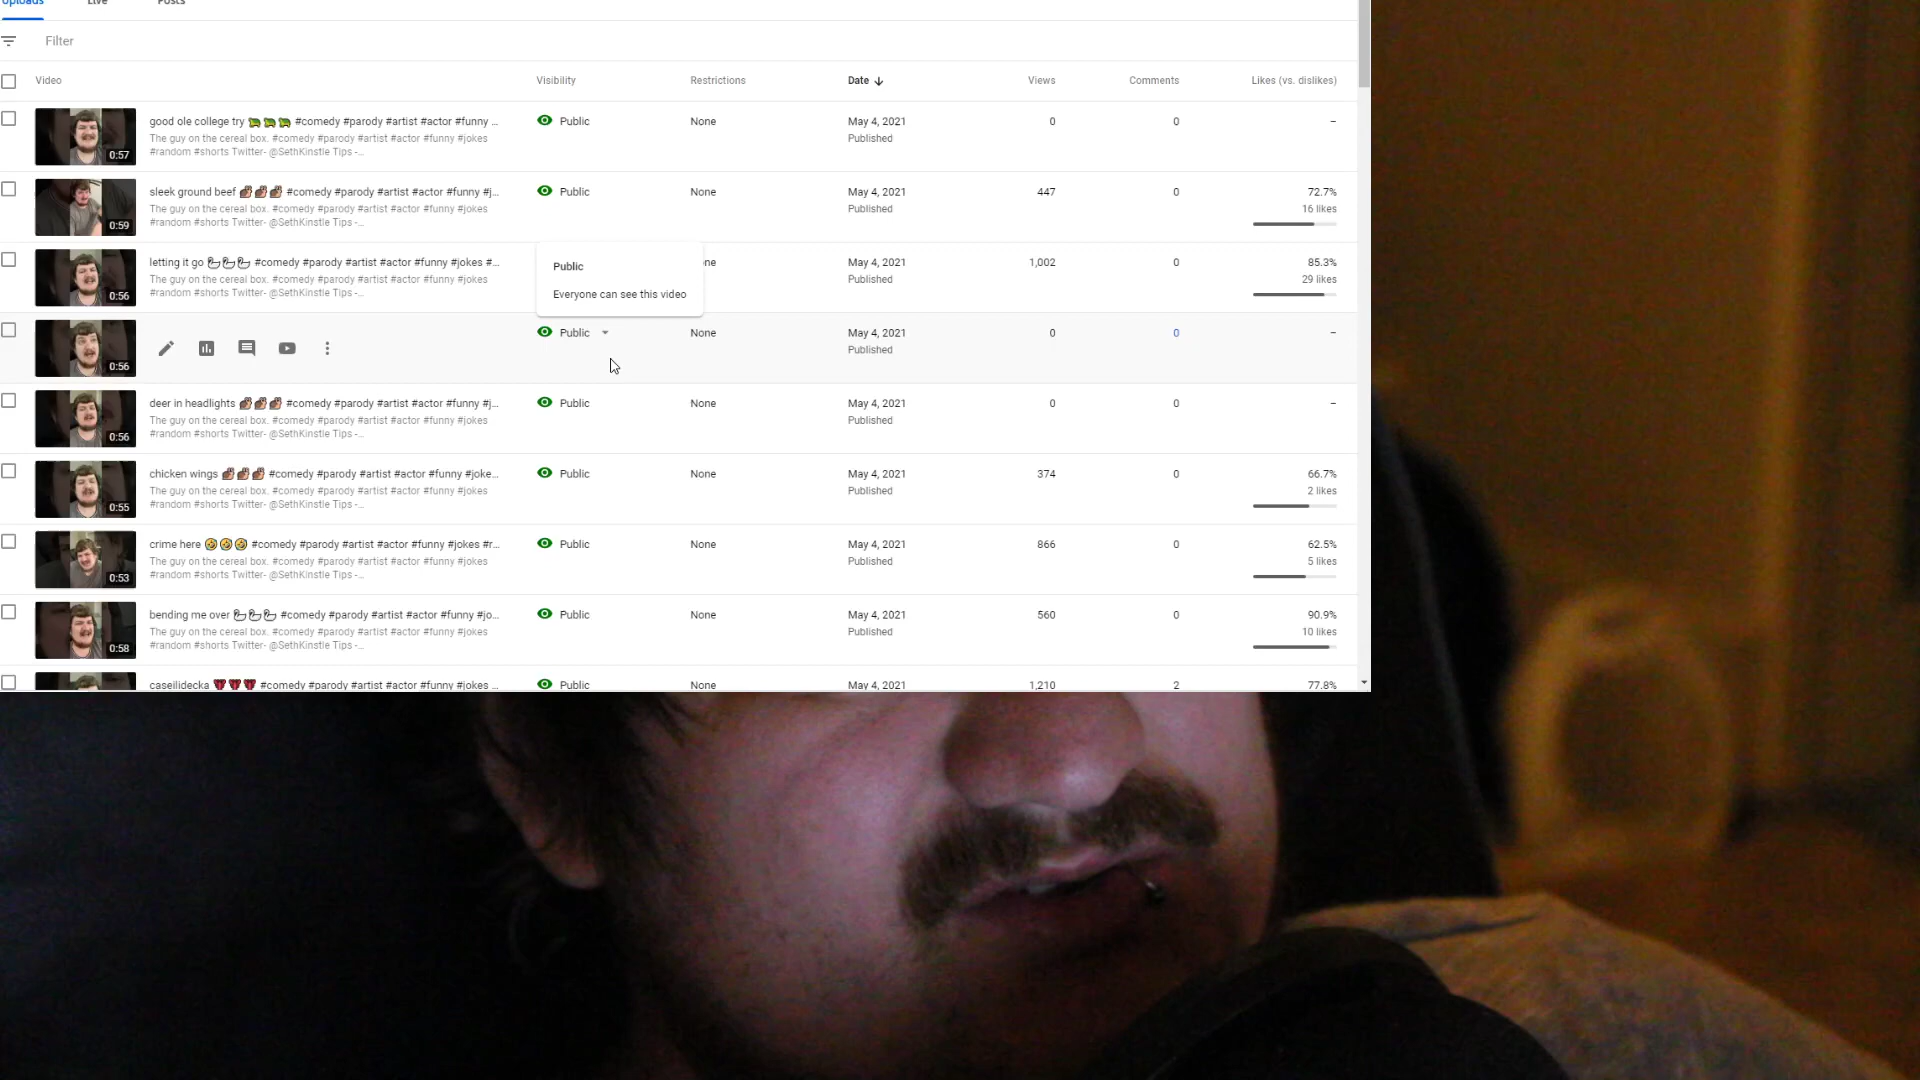 Uploads Live Posts
Filter
Video Visibility Restrictions Date Views Comments Likes (vs. dislikes)
good ole college try #comedy #parody #artist #actor #funny ... Public None May 4, 2021 0 0 –
The guy on the cereal box. #comedy #parody #artist #actor #funny #jokes Published
#random #shorts Twitter- @SethKinstle Tips -...
0:57
sleek ground beef #comedy #parody #artist #actor #funny #j... Public None May 4, 2021 447 0 72.7%
The guy on the cereal box. #comedy #parody #artist #actor #funny #jokes Published 16 likes
#random #shorts Twitter- @SethKinstle Tips -...
0:59
letting it go #comedy #parody #artist #actor #funny #jokes #... one May 4, 2021 1,002 0 85.3%
Public
The guy on the cereal box. #comedy #parody #artist #actor #funny #jokes Published 29 likes
#random #shorts Twitter- @SethKinstle Tips -...
Everyone can see this video
0:56
Public None May 4, 2021 0 0 –
Published
0:56
deer in headlights #comedy #parody #artist #actor #funny #j... Public None May 4, 2021 0 0 –
The guy on the cereal box. #comedy #parody #artist #actor #funny #jokes Published
#random #shorts Twitter- @SethKinstle Tips -...
0:56
chicken wings #comedy #parody #artist #actor #funny #joke... Public None May 4, 2021 374 0 66.7%
The guy on the cereal box. #comedy #parody #artist #actor #funny #jokes Published 2 likes
#random #shorts Twitter- @SethKinstle Tips -...
0:55
crime here #comedy #parody #artist #actor #funny #jokes #r... Public None May 4, 2021 866 0 62.5%
The guy on the cereal box. #comedy #parody #artist #actor #funny #jokes Published 5 likes
#random #shorts Twitter- @SethKinstle Tips -...
0:53
bending me over #comedy #parody #artist #actor #funny #jo... Public None May 4, 2021 560 0 90.9%
The guy on the cereal box. #comedy #parody #artist #actor #funny #jokes Published 10 likes
#random #shorts Twitter- @SethKinstle Tips -...
0:58
caseilidecka #comedy #parody #artist #actor #funny #jokes ... Public None May 4, 2021 1,210 2 77.8%